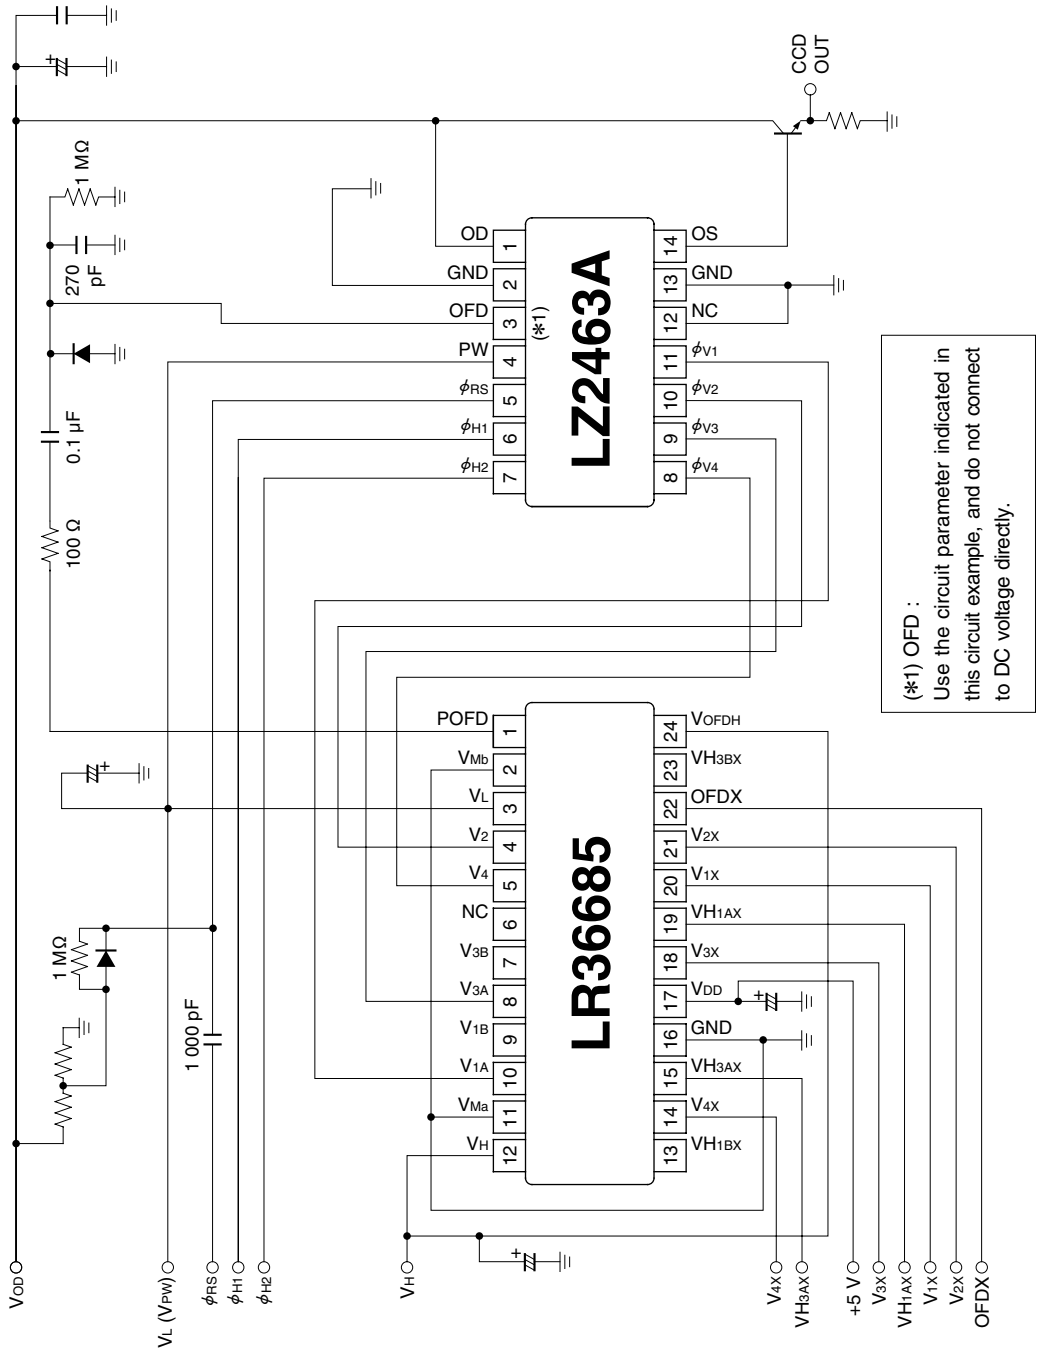 CCD
OUT
1 MΩ
270
pF
0.1 µF
100 Ω
1 MΩ
1 000 pF
OD
GND
OFD
PW
ϕRS
ϕH1
ϕH2
1
2
3
4
5
6
7
(*1)
LZ2463A
14
13
12
11
10
9
8
OS
GND
NC
ϕV1
ϕV2
ϕV3
ϕV4
POFD
VMb
VL
V2
V4
NC
V3B
V3A
V1B
V1A
VMa
VH
1
2
3
4
5
6
7
8
9
10
11
12
LR36685
24
23
22
21
20
19
18
17
16
15
14
13
VOFDH
VH3BX
OFDX
V2X
V1X
VH1AX
V3X
VDD
GND
VH3AX
V4X
VH1BX
+
+
+
+
VOD
VL (VPW)
ϕRS
ϕH1
ϕH2
VH
V4X
VH3AX
+5 V
V3X
VH1AX
V1X
V2X
OFDX
(*1) OFD :
Use the circuit parameter indicated in
this circuit example, and do not connect
to DC voltage directly.